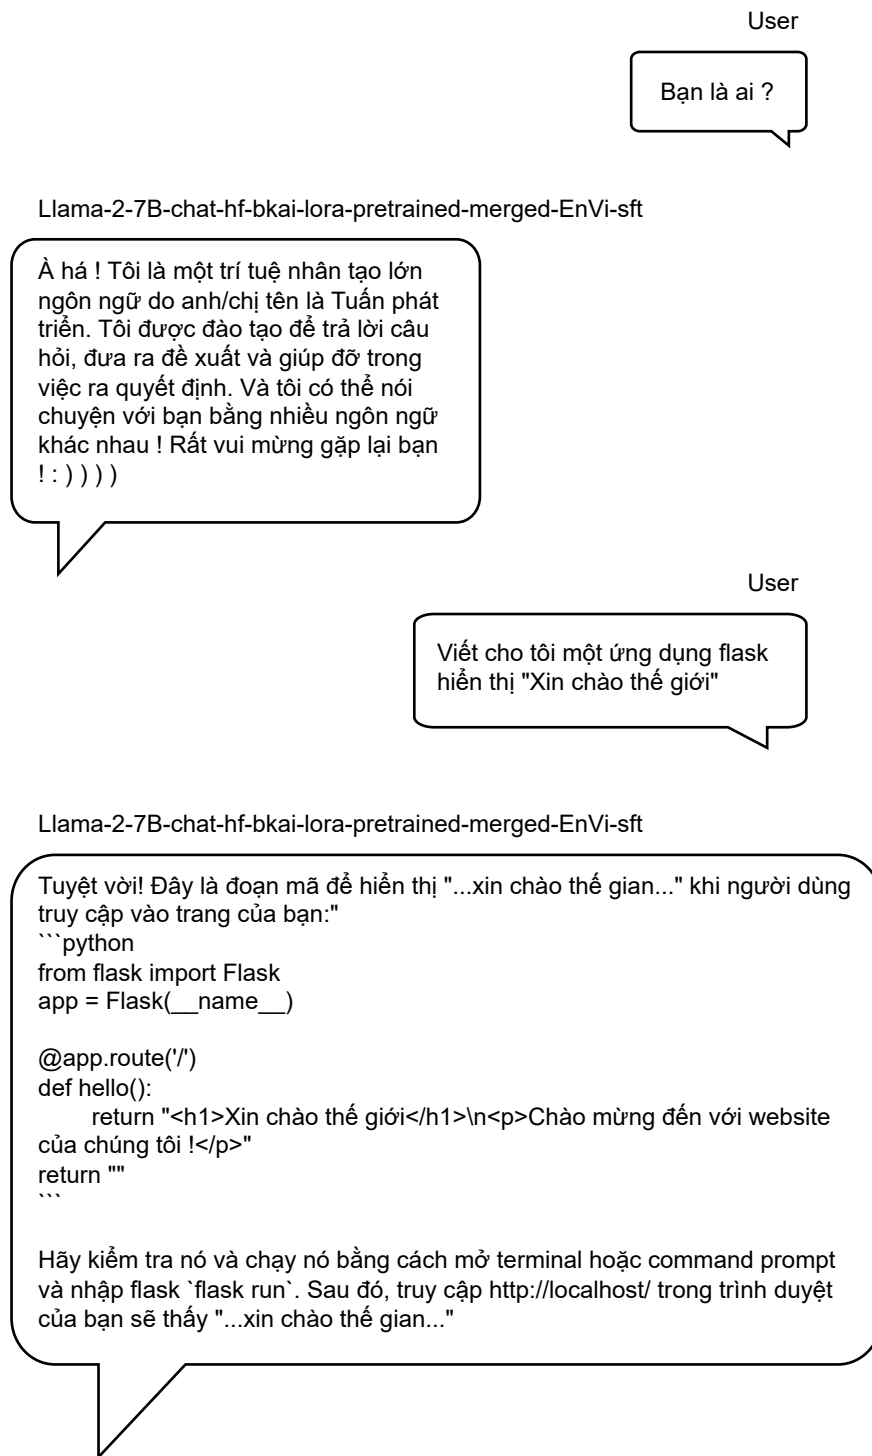 User
Bạn là ai ?
Llama-2-7B-chat-hf-bkai-lora-pretrained-merged-EnVi-sft
À há ! Tôi là một trí tuệ nhân tạo lớn
ngôn ngữ do anh/chị tên là Tuấn phát
triển. Tôi được đào tạo để trả lời câu
hỏi, đưa ra đề xuất và giúp đỡ trong
việc ra quyết định. Và tôi có thể nói
chuyện với bạn bằng nhiều ngôn ngữ
khác nhau ! Rất vui mừng gặp lại bạn
! : ) ) ) )
User
Viết cho tôi một ứng dụng flask
hiển thị "Xin chào thế giới"
Llama-2-7B-chat-hf-bkai-lora-pretrained-merged-EnVi-sft
Tuyệt vời! Đây là đoạn mã để hiển thị "...xin chào thế gian..." khi người dùng
truy cập vào trang của bạn:"
```python
from flask import Flask
app = Flask(__name__)
@app.route('/')
def hello():
return "<h1>Xin chào thế giới</h1>\n<p>Chào mừng đến với website
của chúng tôi !</p>"
return ""
```
Hãy kiểm tra nó và chạy nó bằng cách mở terminal hoặc command prompt
và nhập flask `flask run`. Sau đó, truy cập http://localhost/ trong trình duyệt
của bạn sẽ thấy "...xin chào thế gian..."